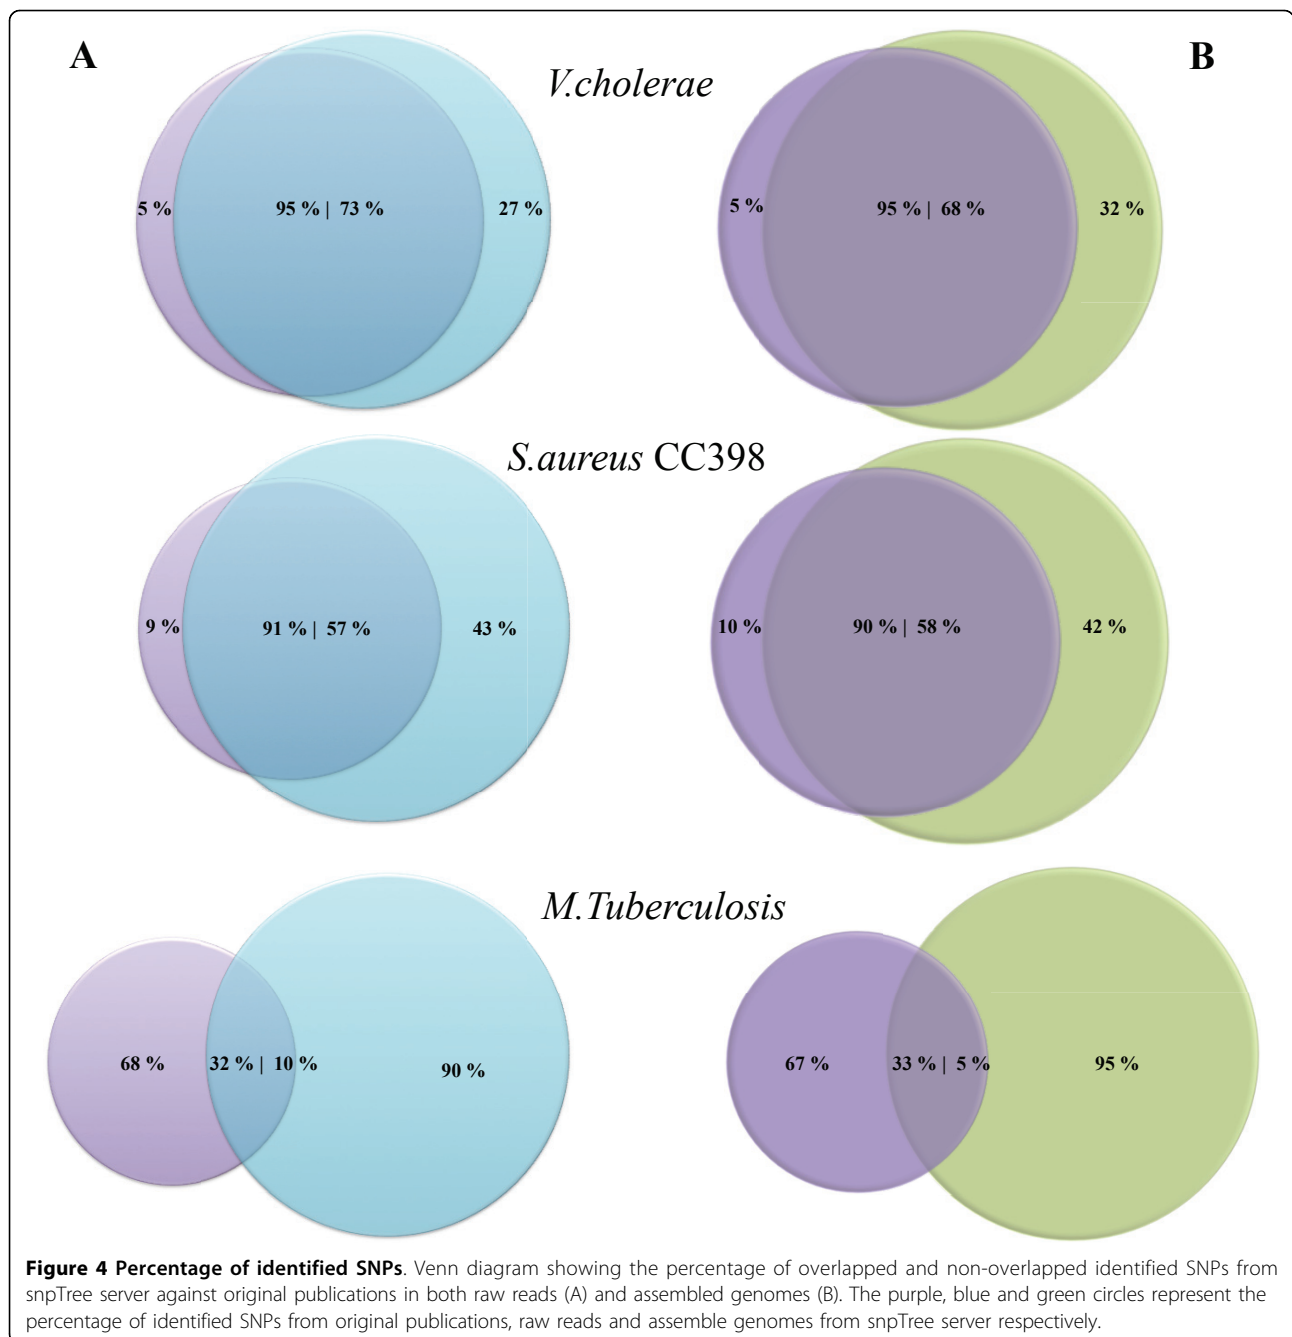 A
B
V.cholerae
5 %
95 % | 73 %
27 %
5 %
95 % | 68 %
32 %
S.aureus CC398
9 %
91 % | 57 %
43 %
10 %
90 % | 58 %
42 %
M.Tuberculosis
68 %
32 % | 10 %
90 %
67 %
33 % | 5 %
95 %
Figure 4 Percentage of identified SNPs. Venn diagram showing the percentage of overlapped and non-overlapped identified SNPs from
snpTree server against original publications in both raw reads (A) and assembled genomes (B). The purple, blue and green circles represent the
percentage of identified SNPs from original publications, raw reads and assemble genomes from snpTree server respectively.